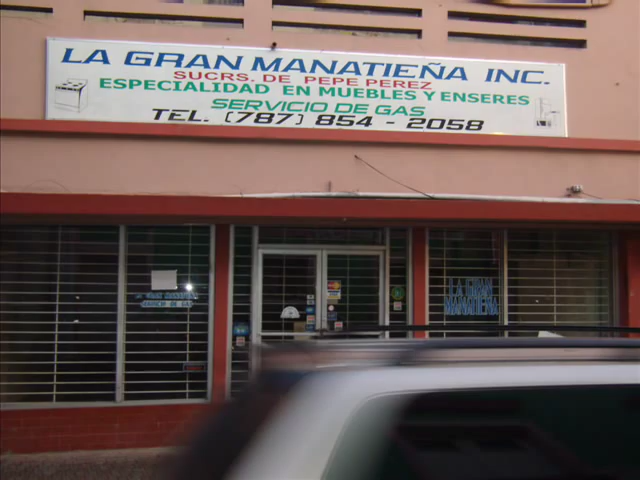 LA GRAN MANATIEÑA INC.
SUCRS. DE PEPE PEREZ
ESPECIALIDAD EN MUEBLES Y ENSERES
SERVICIO DE GAS
TEL. (787) 854 - 2058
LA GRAN
MANATIEÑA